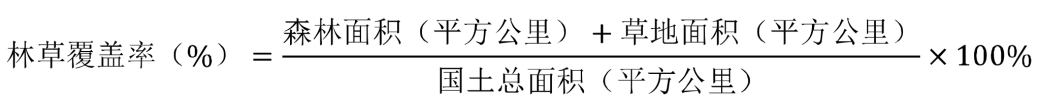 森林面积（平方公里）+草地面积（平方公里）
林草覆盖率（%）= ×100%
国土总面积（平方公里）